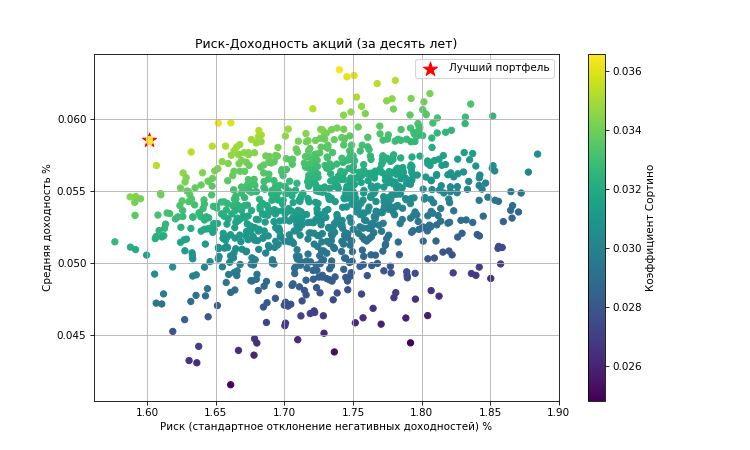 Риск-Доходность акций (за десять лет)
Лучший портфель
Средняя доходность %
0.060
0.055
0.050
0.045
1.60 1.65 1.70 1.75 1.80 1.85 1.90
Риск (стандартное отклонение негативных доходностей) %
0.036
0.034
0.032
0.030
0.028
0.026
Коэффициент Сортино